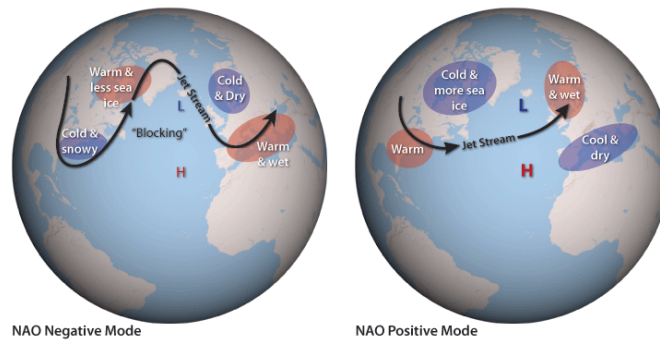 Warm &
less sea
ice
Cold
& Dry
Jet Stream
L
Cold &
snowy
"Blocking"
H
Warm
& wet
NAO Negative Mode
Cold &
more sea
ice
Warm
& wet
L
Warm
Jet Stream
Cool &
dry
H
NAO Positive Mode